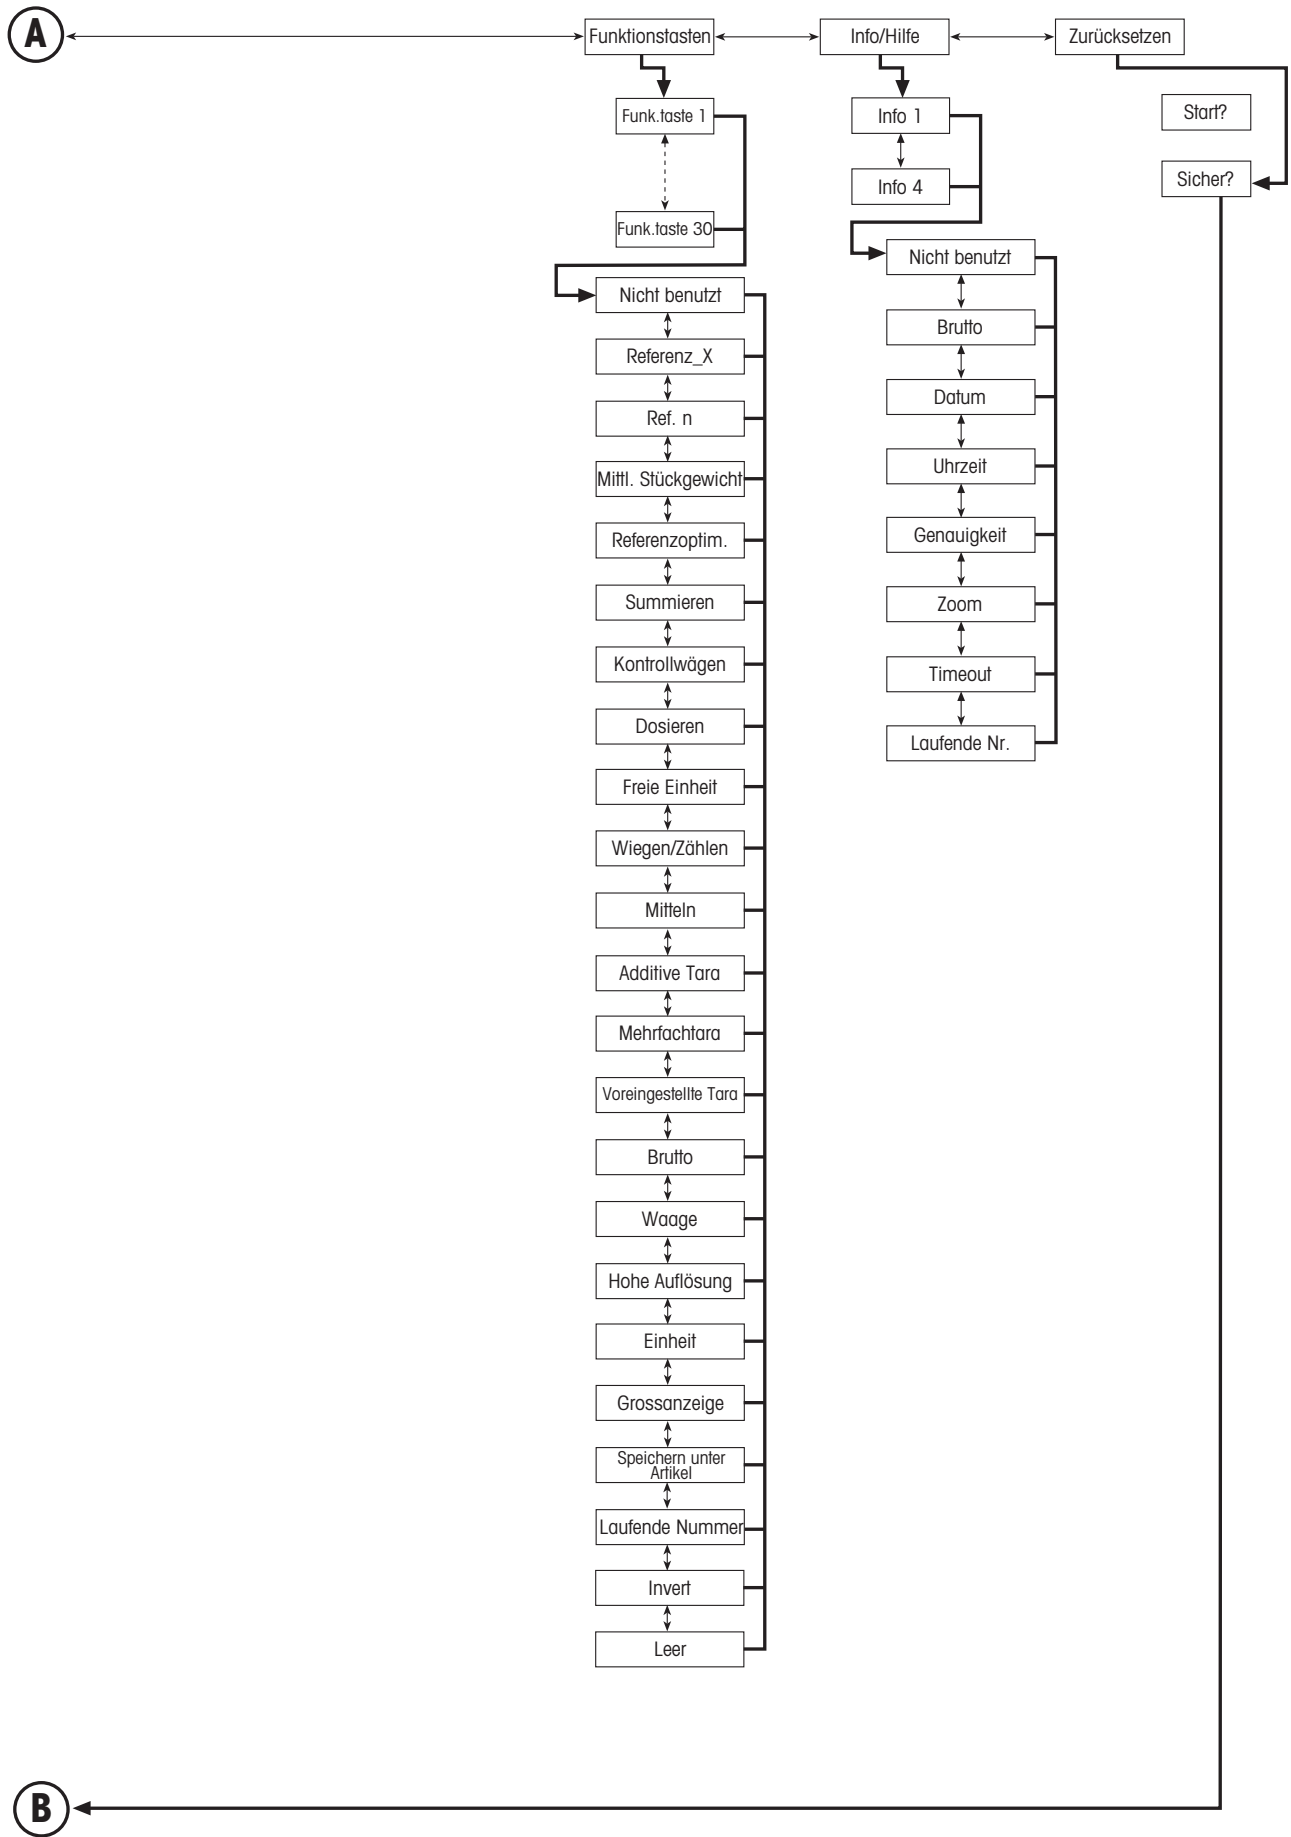 A
Funktionstasten
Info/Hilfe
Zurücksetzen
Funk.taste 1
Funk.taste 30
Nicht benutzt
Referenz_X
Ref. n
Mittl. Stückgewicht
Referenzoptim.
Summieren
Kontrollwägen
Dosieren
Freie Einheit
Wiegen/Zählen
Mitteln
Additive Tara
Mehrfachtara
Voreingestellte Tara
Brutto
Waage
Hohe Auflösung
Einheit
Grossanzeige
Speichern unter
Artikel
Laufende Nummer
Invert
Leer
Info 1
Info 4
Nicht benutzt
Brutto
Datum
Uhrzeit
Genauigkeit
Zoom
Timeout
Laufende Nr.
Start?
Sicher?
B